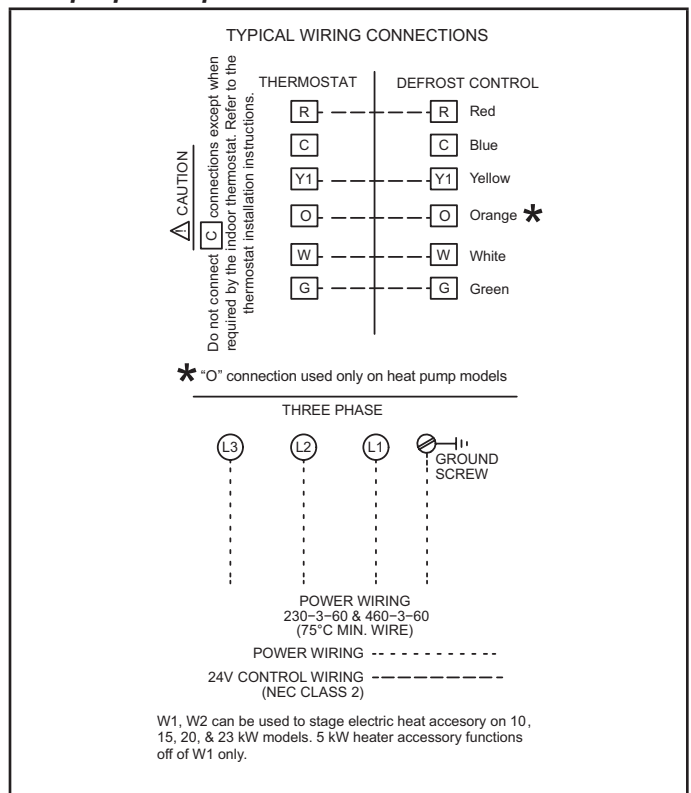 TYPICAL WIRING CONNECTIONS
THERMOSTAT
DEFROST CONTROL
R R Red
C C Blue
Y1 Y1 Yellow
O O Orange *
W W White
G G Green
⚠ CAUTION
Do not connect C connections except when
required by the indoor thermostat. Refer to the
thermostat installation instructions.
* “O” connection used only on heat pump models
THREE PHASE
L3 L2 L1
GROUND
SCREW
POWER WIRING
230−3−60 & 460−3−60
(75°C MIN. WIRE)
POWER WIRING
24V CONTROL WIRING
(NEC CLASS 2)
W1, W2 can be used to stage electric heat accesory on 10,
15, 20, & 23 kW models. 5 kW heater accessory functions
off of W1 only.